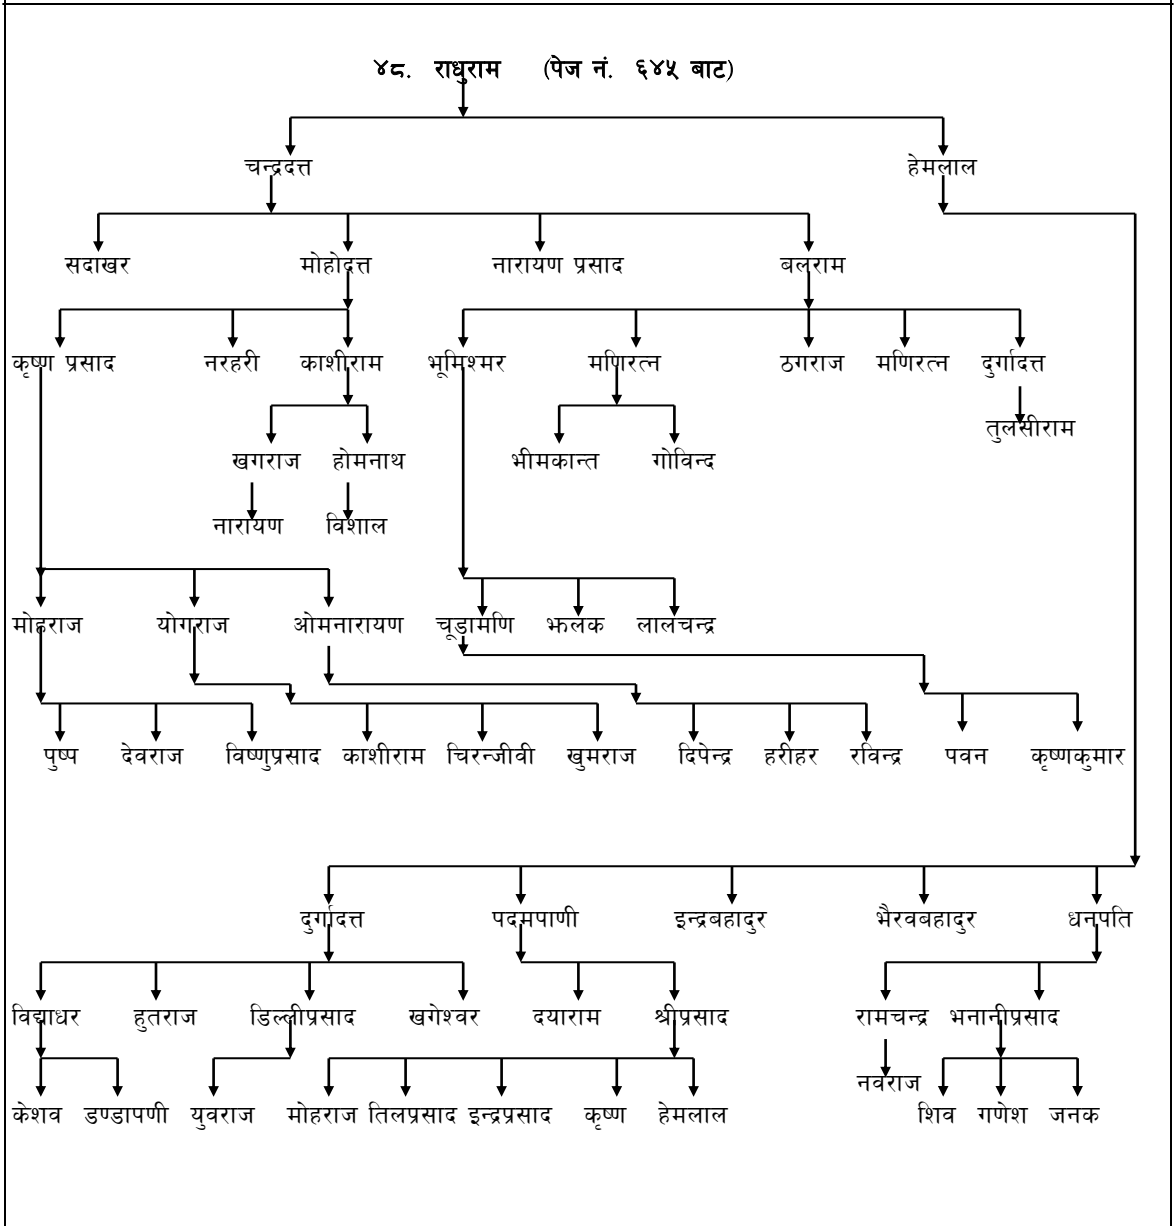 ४८. राधुराम (पेज नं. ६४५ बाट)
चन्द्रदत्त हेमलाल
सदाखर मोहोदत्त नारायण प्रसाद बलराम
कृष्ण प्रसाद नरहरी काशीराम भूमिश्मर मणिरत्न ठगराज मणिरत्न दुर्गादत्त
तुलसीराम
खगराज होमनाथ भीमकान्त गोविन्द
नारायण विशाल
मोहराज योगराज ओमनारायण चूडामणि झलक लालचन्द्र
पुष्प देवराज विष्णुप्रसाद काशीराम चिरन्जीवी खुमराज दिपेन्द्र हरीहर रविन्द्र पवन कृष्णकुमार
दुर्गादत्त पदमपाणी इन्द्रबहादुर भैरवबहादुर धनपति
विद्याधर हुतराज डिल्लीप्रसाद खगेश्वर दयाराम श्रीप्रसाद रामचन्द्र भनानीप्रसाद
नवराज
केशव डण्डापणी युवराज मोहराज तिलप्रसाद इन्द्रप्रसाद कृष्ण हेमलाल शिव गणेश जनक